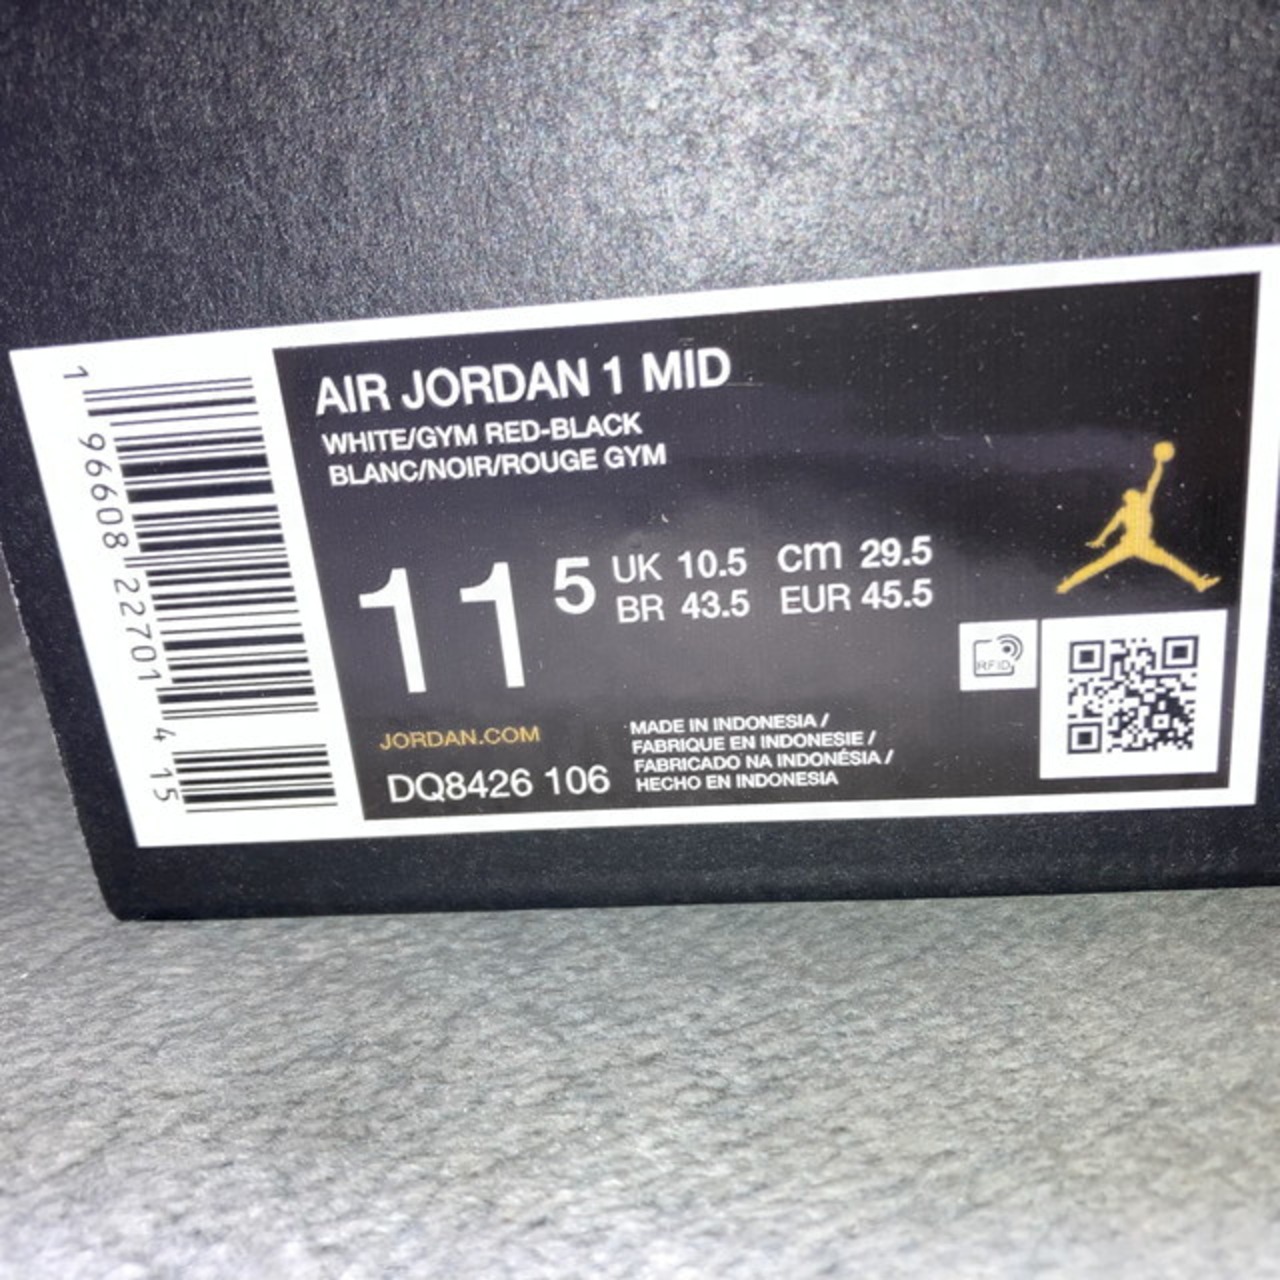 AIR JORDAN 1 MID
WHITE/GYM RED-BLACK
BLANC/NOIR/ROUGE GYM
11 5
UK 10.5 cm 29.5
BR 43.5 EUR 45.5
RFID
JORDAN.COM
DQ8426 106
MADE IN INDONESIA /
FABRIQUE EN INDONESIE /
FABRICADO NA INDONÉSIA /
HECHO EN INDONESIA
1 96608 22701 4 15